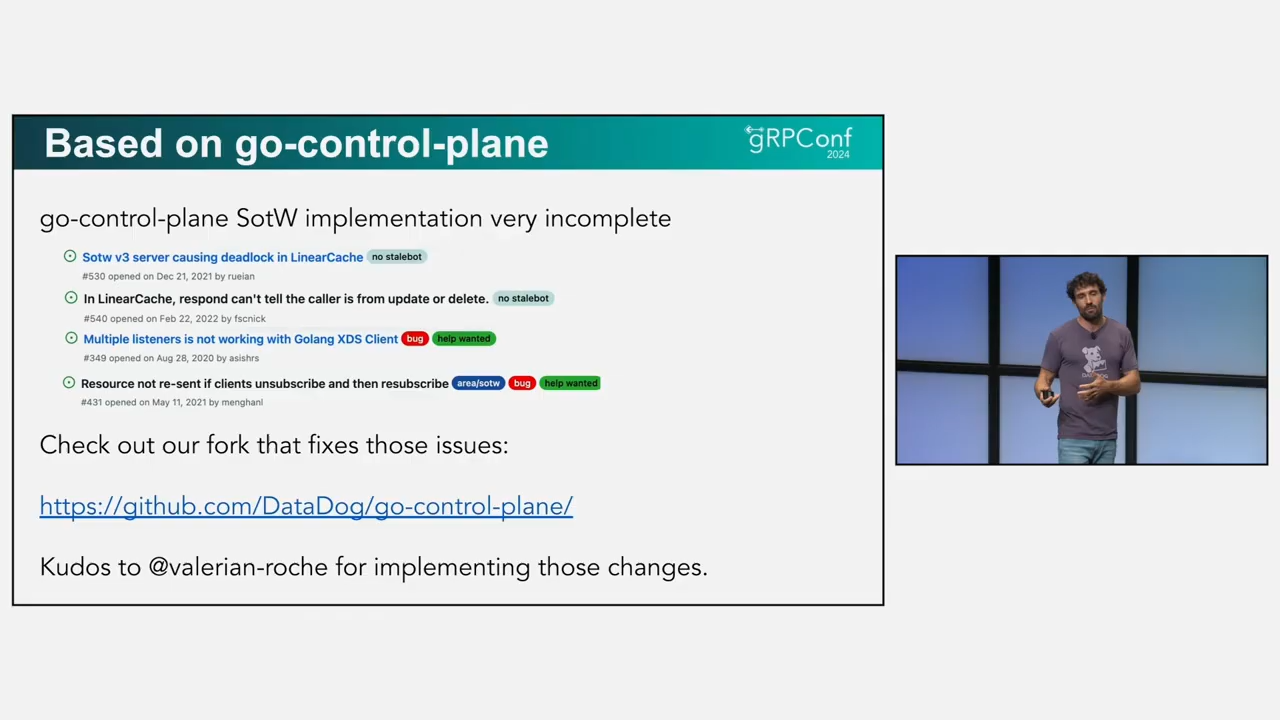 Based on go-control-plane
gRPConf
2024
go-control-plane SotW implementation very incomplete
Sotw v3 server causing deadlock in LinearCache no stalebot
#530 opened on Dec 21, 2021 by rueian
In LinearCache, respond can't tell the caller is from update or delete. no stalebot
#540 opened on Feb 22, 2022 by fscnick
Multiple listeners is not working with Golang XDS Client bug help wanted
#349 opened on Aug 28, 2020 by asishrs
Resource not re-sent if clients unsubscribe and then resubscribe area/sotw bug help wanted
#431 opened on May 11, 2021 by menghanl
Check out our fork that fixes those issues:
https://github.com/DataDog/go-control-plane/
Kudos to @valerian-roche for implementing those changes.